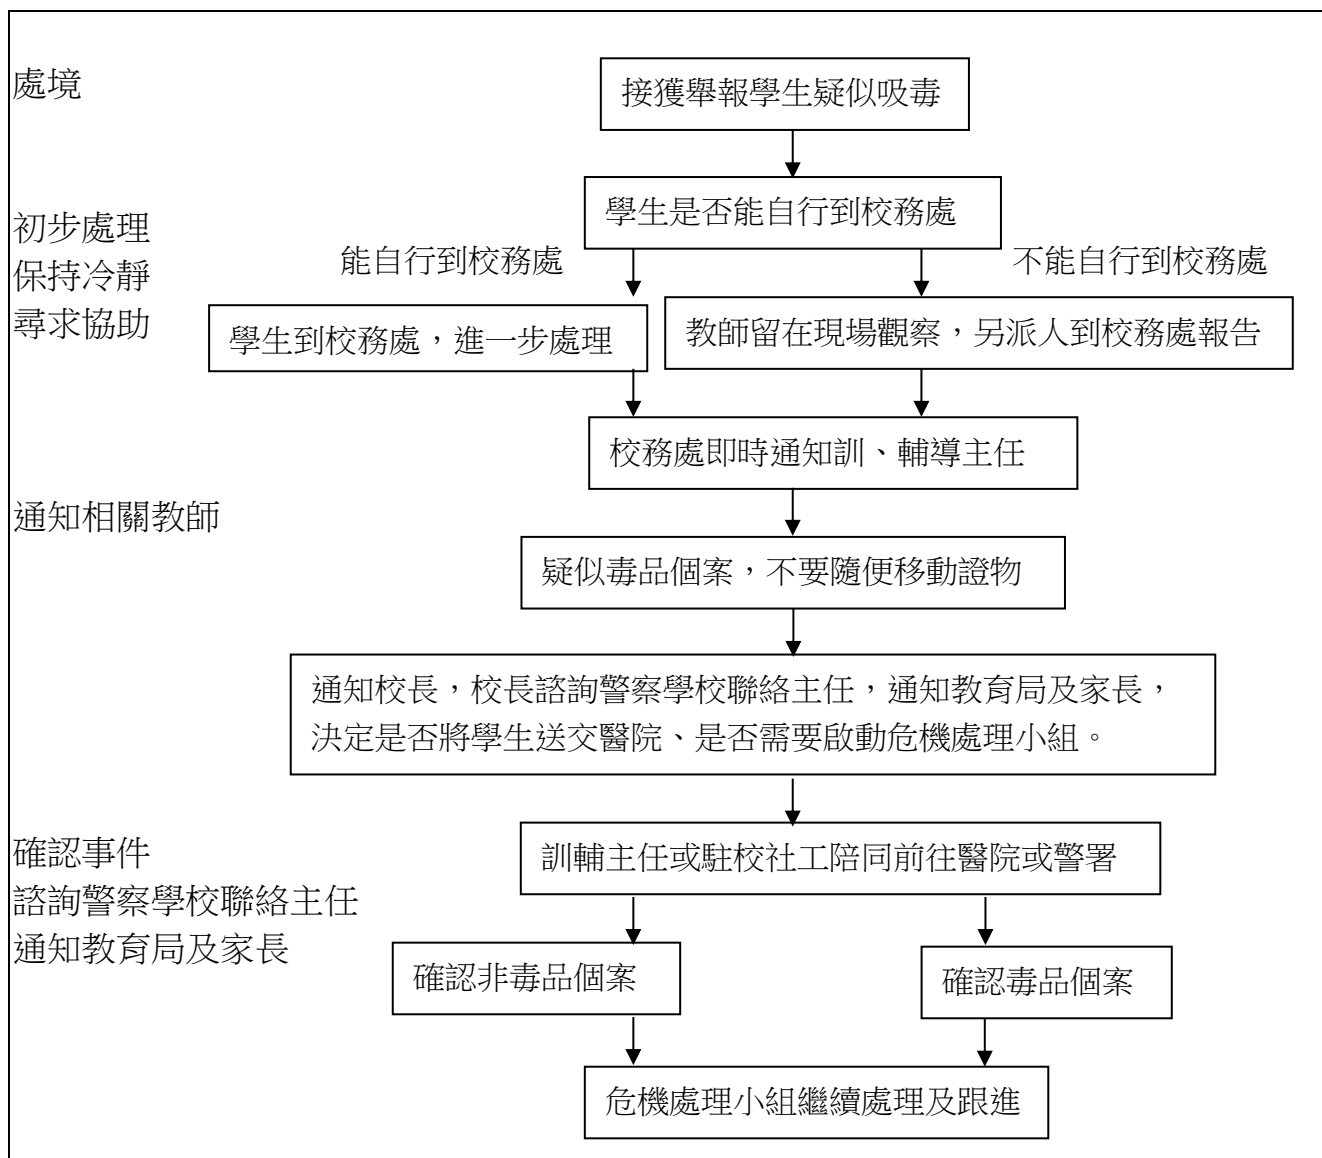 處境
接獲舉報學生疑似吸毒
學生是否能自行到校務處
初步處理
保持冷靜
尋求協助
能自行到校務處
不能自行到校務處
學生到校務處，進一步處理
教師留在現場觀察，另派人到校務處報告
校務處即時通知訓、輔導主任
通知相關教師
疑似毒品個案，不要隨便移動證物
通知校長，校長諮詢警察學校聯絡主任，通知教育局及家長，
決定是否將學生送交醫院、是否需要啟動危機處理小組。
確認事件
諮詢警察學校聯絡主任
通知教育局及家長
訓輔主任或駐校社工陪同前往醫院或警署
確認非毒品個案
確認毒品個案
危機處理小組繼續處理及跟進